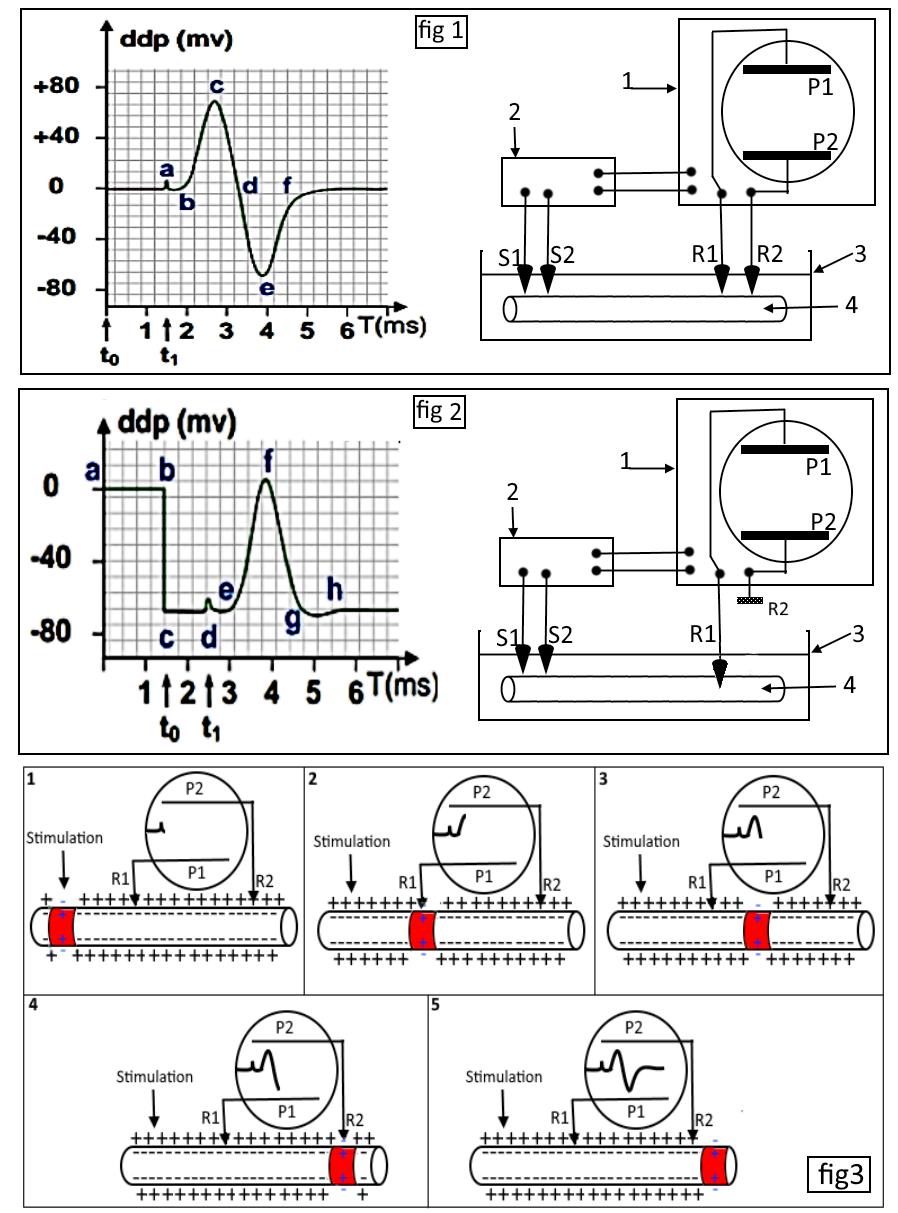 fig 1
ddp (mv)
+80
+40
0
-40
-80
a
b
c
d
e
f
1 2 3 4 5 6 T(ms)
t0 t1
1
2
P1
P2
S1 S2 R1 R2
3
4
fig 2
ddp (mv)
0
-40
-80
a
b
c
d
e
f
g
h
1 2 3 4 5 6 T(ms)
t0 t1
1
2
P1
P2
R2
S1 S2 R1
3
4
1
P2
Stimulation
P1
R1
R2
+ - + + + + + + + + + + + + + + + + + +
2
P2
Stimulation
P1
R1
R2
3
P2
Stimulation
P1
R1
R2
4
P2
Stimulation
P1
R1
R2
5
P2
Stimulation
P1
R1
R2
fig3